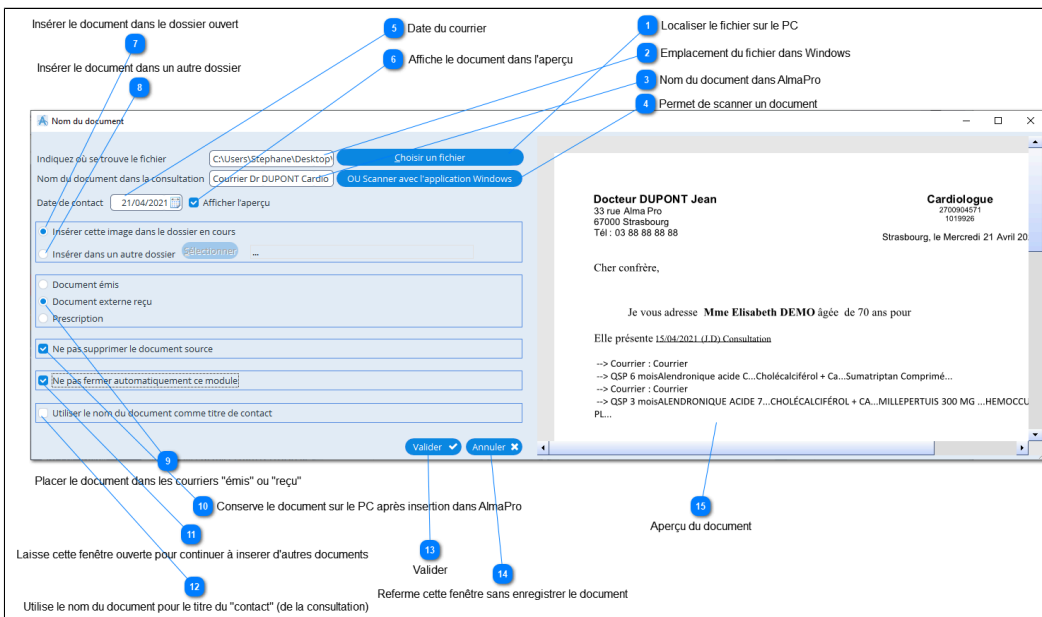 Insérer le document dans le dossier ouvert
7
Insérer le document dans un autre dossier
8
5 Date du courrier
6 Affiche le document dans l'aperçu
1 Localiser le fichier sur le PC
2 Emplacement du fichier dans Windows
3 Nom du document dans AlmaPro
4 Permet de scanner un document
Nom du document
Indiquez où se trouve le fichier C:\Users\Stephane\Desktop\ Choisir un fichier
Nom du document dans la consultation Courrier Dr DUPONT Cardio OU Scanner avec l'application Windows
Date de contact 21/04/2021 Afficher l'aperçu
Insérer cette image dans le dossier en cours
Insérer dans un autre dossier Sélectionner ...
Document émis
Document externe reçu
Prescription
Ne pas supprimer le document source
Ne pas fermer automatiquement ce module
Utiliser le nom du document comme titre de contact
Valider Annuler
Docteur DUPONT Jean
33 rue Alma Pro
67000 Strasbourg
Tél : 03 88 88 88 88
Cardiologue
2700904571
1019926
Strasbourg, le Mercredi 21 Avril 20
Cher confrère,
Je vous adresse Mme Elisabeth DEMO âgée de 70 ans pour
Elle présente 15/04/2021 (J.D) Consultation
--> Courrier : Courrier
--> QSP 6 moisAlendronique acide C...Cholécalciférol + Ca...Sumatriptan Comprimé...
--> Courrier : Courrier
--> QSP 3 moisALENDRONIQUE ACIDE 7...CHOLÉCALCIFÉROL + CA...MILLEPERTUIS 300 MG ...HEMOCCU
PL...
9
Placer le document dans les courriers "émis" ou "reçu"
10 Conserve le document sur le PC après insertion dans AlmaPro
11
Laisse cette fenêtre ouverte pour continuer à inserer d'autres documents
12
Utilise le nom du document pour le titre du "contact" (de la consultation)
13
Valider
14
Referme cette fenêtre sans enregistrer le document
15
Aperçu du document